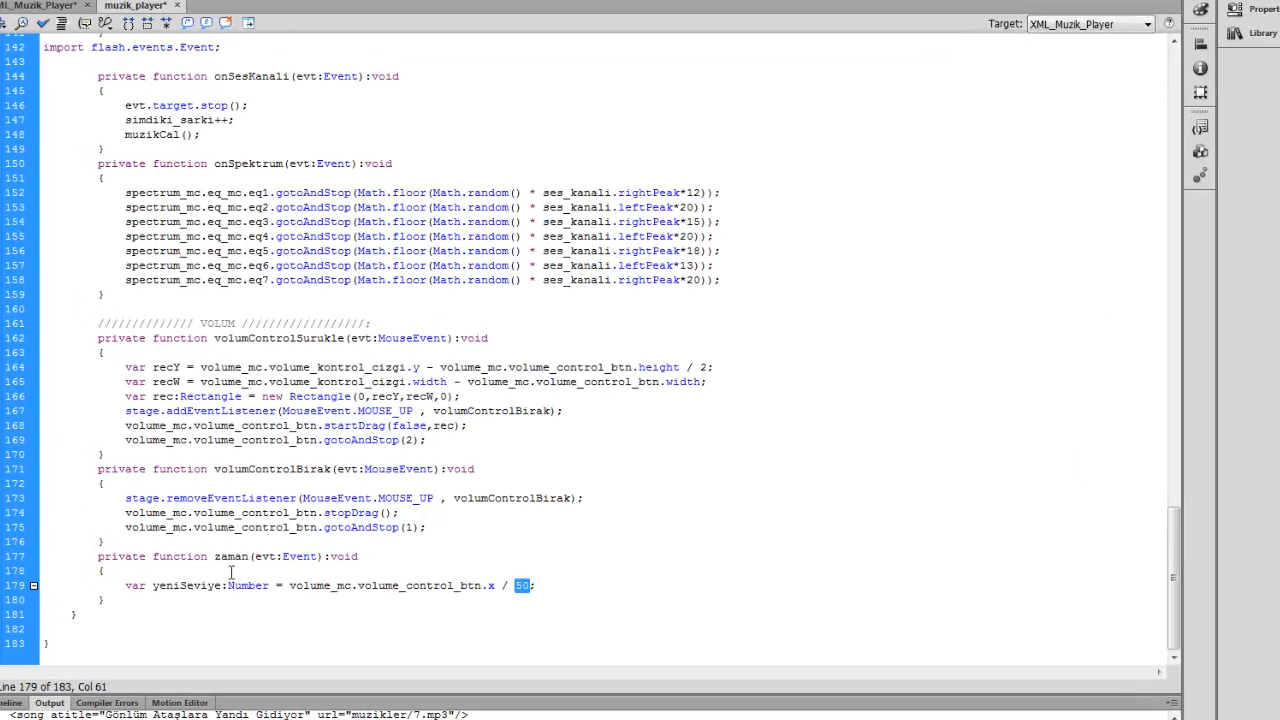 ML_Muzik_Player* × muzik_player* ×
Target: XML_Muzik_Player
Propert
Library
142 import flash.events.Event;
143
144 private function onSesKanali(evt:Event):void
145 {
146 evt.target.stop();
147 simdiki_sarki++;
148 muzikCal();
149 }
150 private function onSpektrum(evt:Event):void
151 {
152 spectrum_mc.eq_mc.eq1.gotoAndStop(Math.floor(Math.random() * ses_kanali.rightPeak*12));
153 spectrum_mc.eq_mc.eq2.gotoAndStop(Math.floor(Math.random() * ses_kanali.leftPeak*20));
154 spectrum_mc.eq_mc.eq3.gotoAndStop(Math.floor(Math.random() * ses_kanali.rightPeak*15));
155 spectrum_mc.eq_mc.eq4.gotoAndStop(Math.floor(Math.random() * ses_kanali.leftPeak*20));
156 spectrum_mc.eq_mc.eq5.gotoAndStop(Math.floor(Math.random() * ses_kanali.rightPeak*18));
157 spectrum_mc.eq_mc.eq6.gotoAndStop(Math.floor(Math.random() * ses_kanali.leftPeak*13));
158 spectrum_mc.eq_mc.eq7.gotoAndStop(Math.floor(Math.random() * ses_kanali.rightPeak*20));
159 }
160
161 ////////////// VOLUM //////////////////;
162 private function volumControlSurukle(evt:MouseEvent):void
163 {
164 var recY = volume_mc.volume_kontrol_cizgi.y - volume_mc.volume_control_btn.height / 2;
165 var recW = volume_mc.volume_kontrol_cizgi.width - volume_mc.volume_control_btn.width;
166 var rec:Rectangle = new Rectangle(0,recY,recW,0);
167 stage.addEventListener(MouseEvent.MOUSE_UP , volumControlBirak);
168 volume_mc.volume_control_btn.startDrag(false,rec);
169 volume_mc.volume_control_btn.gotoAndStop(2);
170 }
171 private function volumControlBirak(evt:MouseEvent):void
172 {
173 stage.removeEventListener(MouseEvent.MOUSE_UP , volumControlBirak);
174 volume_mc.volume_control_btn.stopDrag();
175 volume_mc.volume_control_btn.gotoAndStop(1);
176 }
177 private function zaman(evt:Event):void
178 {
179 var yeniSeviye:Number = volume_mc.volume_control_btn.x / 50;
180 }
181 }
182
183 }
Line 179 of 183, Col 61
meline Output Compiler Errors Motion Editor
<song atitle="Gönlüm Ataşlara Yandı Gidiyor" url="muzikler/7.mp3"/>